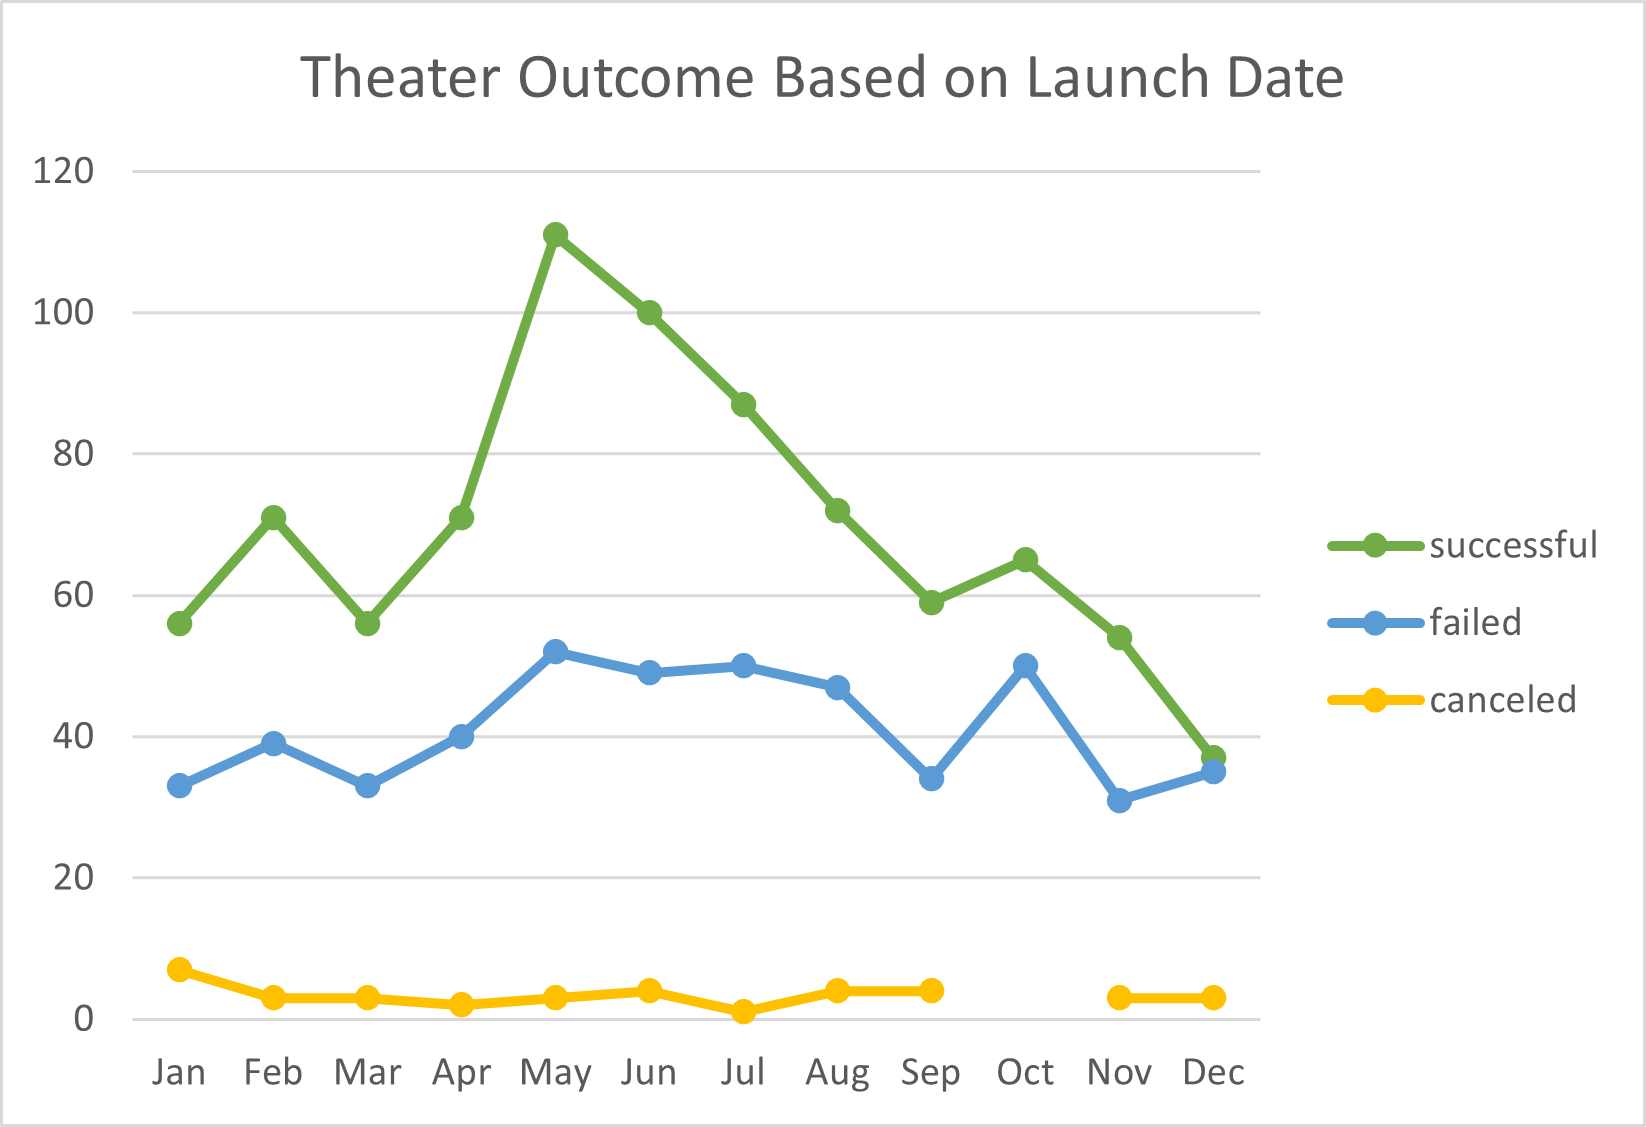 Theater Outcome Based on Launch Date
120
100
80
60
40
20
0
Jan Feb Mar Apr May Jun Jul Aug Sep Oct Nov Dec
successful
failed
canceled